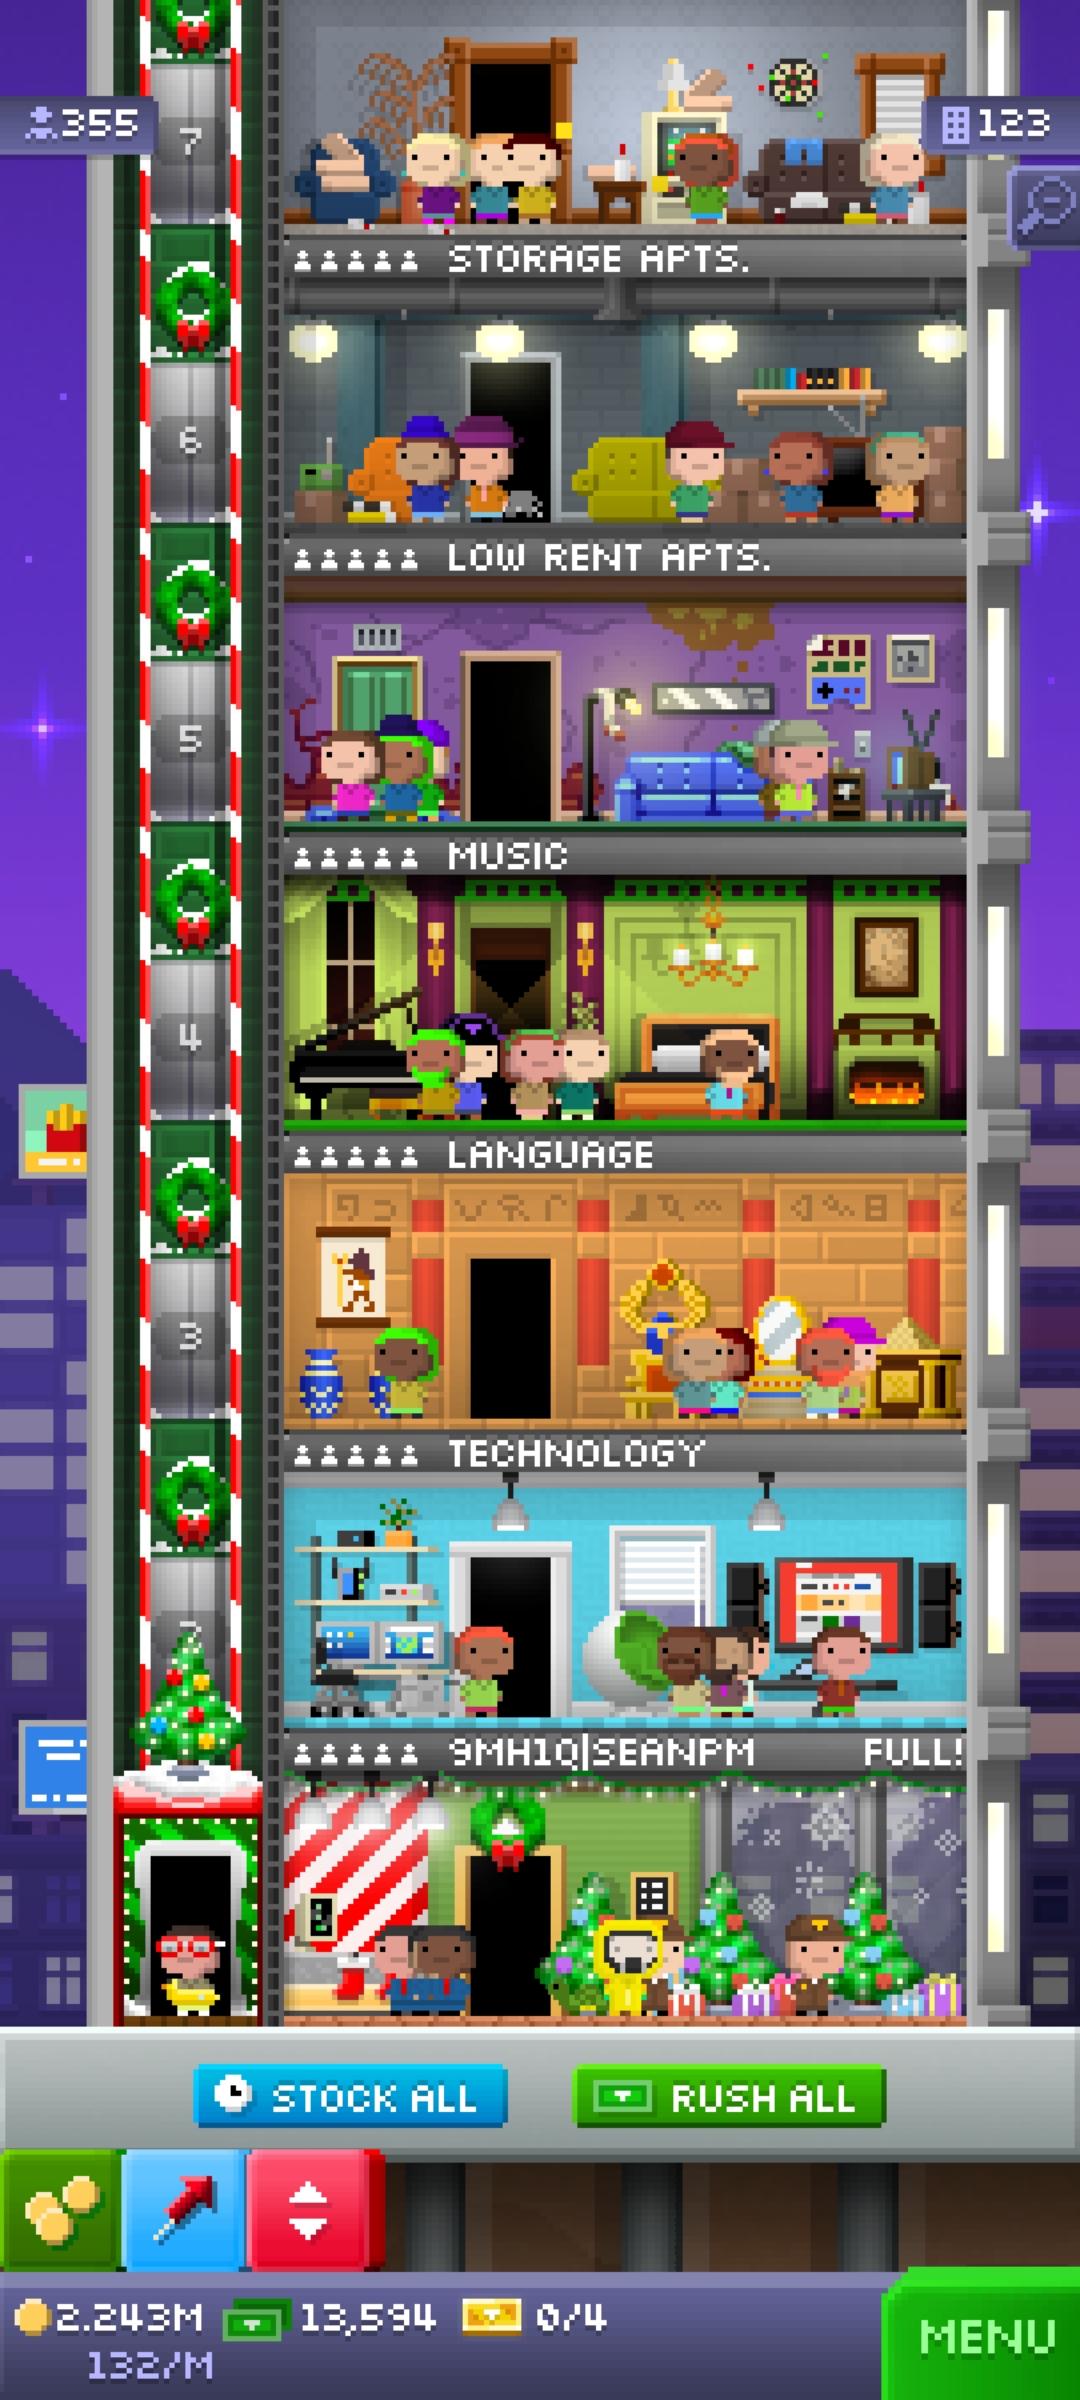 355
123
7
STORAGE APTS.
6
LOW RENT APTS.
5
MUSIC
4
LANGUAGE
3
TECHNOLOGY
9MH1Q|SEANPM FULL!
STOCK ALL
RUSH ALL
2.243M 13,594 0/4
132/M
MENU